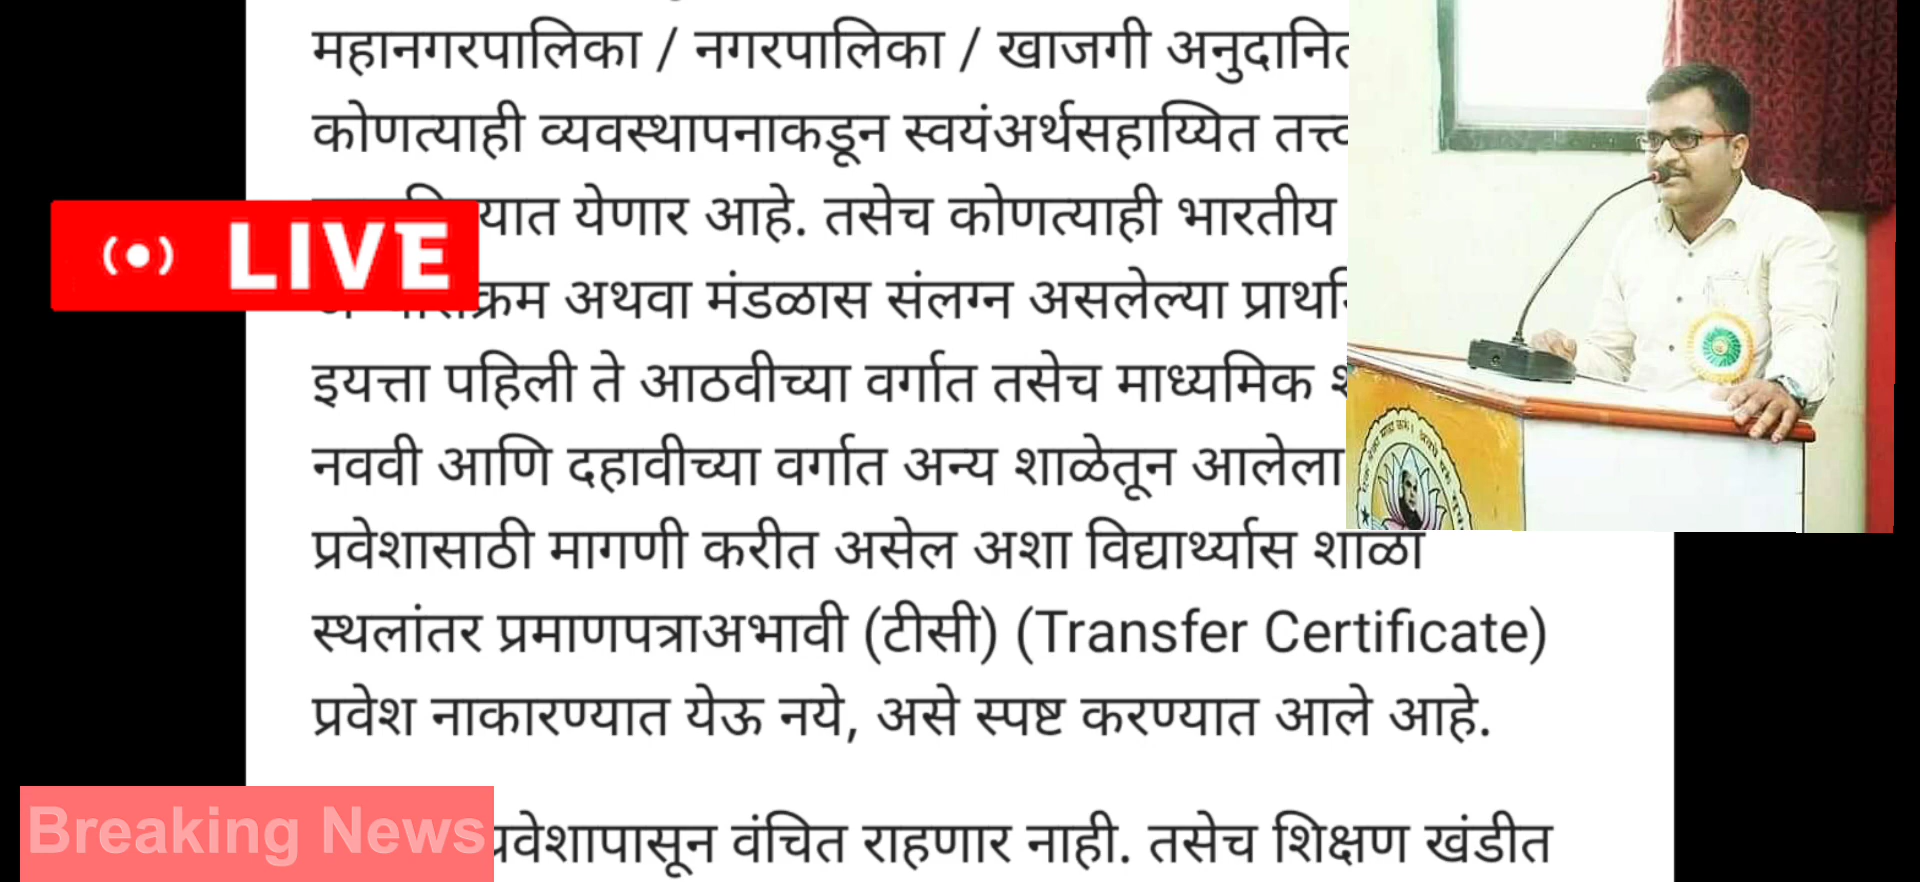 महानगरपालिका / नगरपालिका / खाजगी अनुदानित
कोणत्याही व्यवस्थापनाकडून स्वयंअर्थसहाय्यित
यात येणार आहे. तसेच कोणत्याही भारतीय
LIVE
क्रम अथवा मंडळास संलग्न असलेल्या
इयत्ता पहिली ते आठवीच्या वर्गात तसेच माध्यमिक
नववी आणि दहावीच्या वर्गात अन्य शाळेतून आलेला
प्रवेशासाठी मागणी करीत असेल अशा विद्यार्थ्यास शाळा
स्थलांतर प्रमाणपत्राअभावी (टीसी) (Transfer Certificate)
प्रवेश नाकारण्यात येऊ नये, असे स्पष्ट करण्यात आले आहे.
Breaking News
प्रवेशापासून वंचित राहणार नाही. तसेच शिक्षण खंडीत